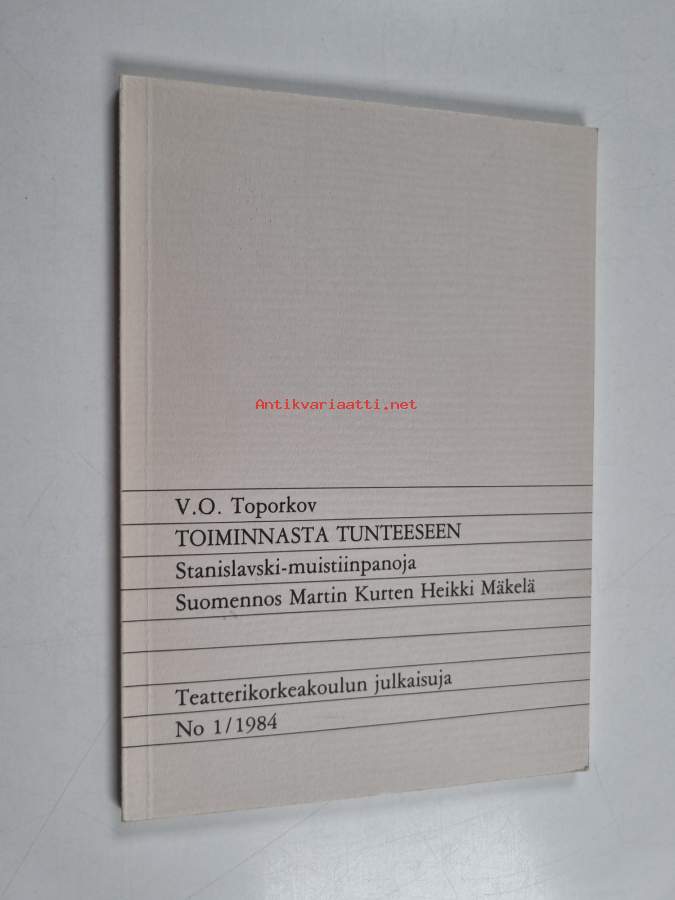 Antikvariaatti.net
V.O. Toporkov
TOIMINNASTA TUNTEESEEN
Stanislavski-muistiinpanoja
Suomennos Martin Kurten Heikki Mäkelä
Teatterikorkeakoulun julkaisuja
No 1/1984